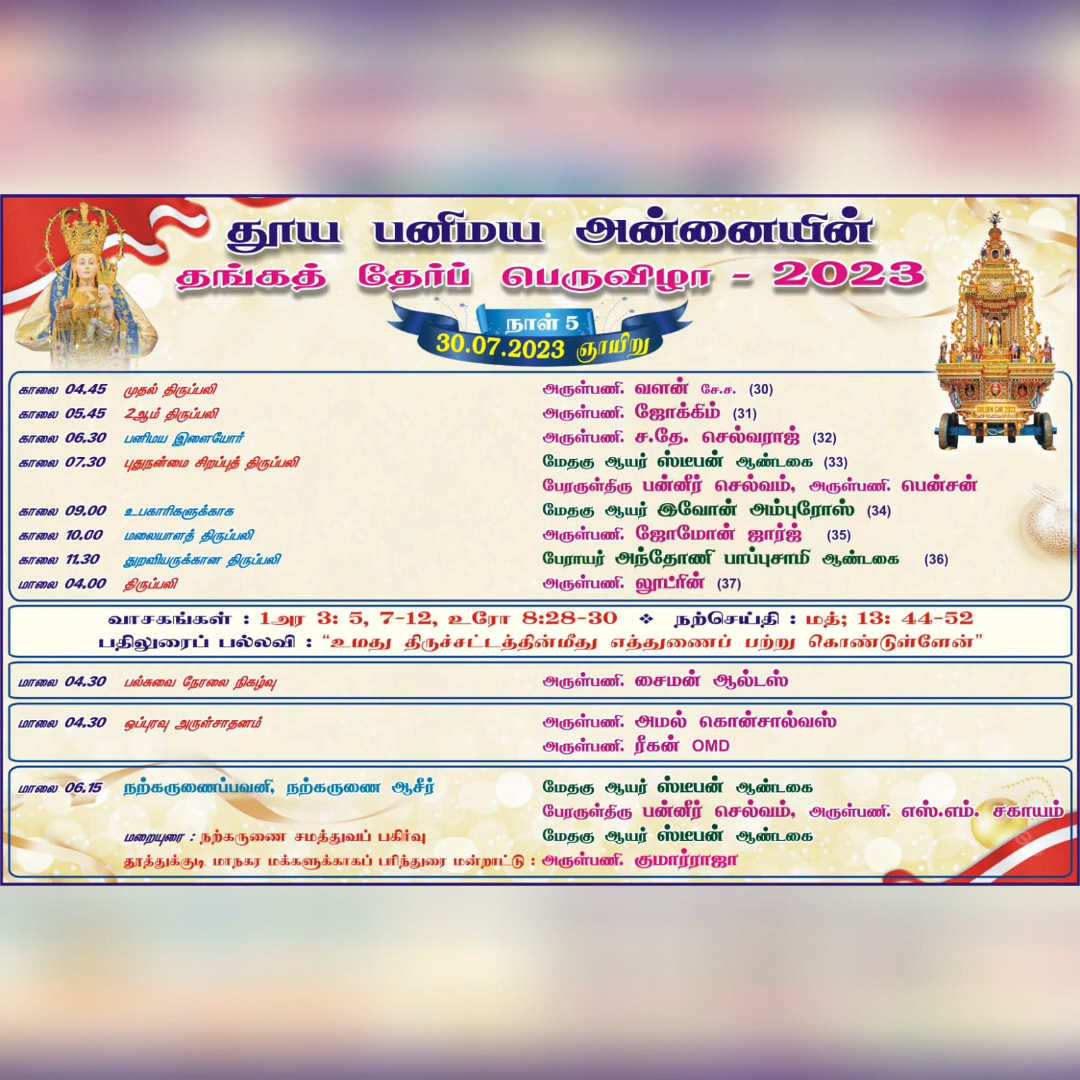 தூய பனிமய அன்னையின்
தங்கத் தேர்ப் பெருவிழா - 2023
நாள் 5
30.07.2023 ஞாயிறு
காலை 04.45 முதல் திருப்பலி அருள்பணி. வளன் சே.ச. (30)
காலை 05.45 2ஆம் திருப்பலி அருள்பணி. ஜோக்கிம் (31)
காலை 06.30 பனிமய இளையோர் அருள்பணி. ச.தே. செல்வராஜ் (32)
காலை 07.30 புதுநன்மை சிறப்புத் திருப்பலி மேதகு ஆயர் ஸ்டீபன் ஆண்டகை (33)
பேரருள்திரு பன்னீர் செல்வம், அருள்பணி. பென்சன்
காலை 09.00 உபகாரிகளுக்காக மேதகு ஆயர் இவோன் அம்புரோஸ் (34)
காலை 10.00 மலையாளத் திருப்பலி அருள்பணி. ஜோமோன் ஜார்ஜ் (35)
காலை 11.30 துறவியருக்கான திருப்பலி பேராயர் அந்தோணி பாப்புசாமி ஆண்டகை (36)
மாலை 04.00 திருப்பலி அருள்பணி. லூட்ரின் (37)
வாசகங்கள் : 1அர 3: 5, 7-12, உரோ 8:28-30 ❖ நற்செய்தி : மத்; 13: 44-52
பதிலுரைப் பல்லவி : “உமது திருச்சட்டத்தின்மீது எத்துணைப் பற்று கொண்டுள்ளேன்”
மாலை 04.30 பல்சுவை நேரலை நிகழ்வு அருள்பணி. சைமன் ஆல்டஸ்
மாலை 04.30 ஒப்புரவு அருள்சாதனம் அருள்பணி. அமல் கொன்சால்வஸ்
அருள்பணி. ரீகன் OMD
மாலை 06.15 நற்கருணைப்பவனி, நற்கருணை ஆசீர் மேதகு ஆயர் ஸ்டீபன் ஆண்டகை
பேரருள்திரு பன்னீர் செல்வம், அருள்பணி. எஸ்.எம். சகாயம்
மறையுரை : நற்கருணை சமத்துவப் பகிர்வு மேதகு ஆயர் ஸ்டீபன் ஆண்டகை
தூத்துக்குடி மாநகர மக்களுக்காகப் பரிந்துரை மன்றாட்டு : அருள்பணி. குமார்ராஜா
GOLDEN CAR 2023